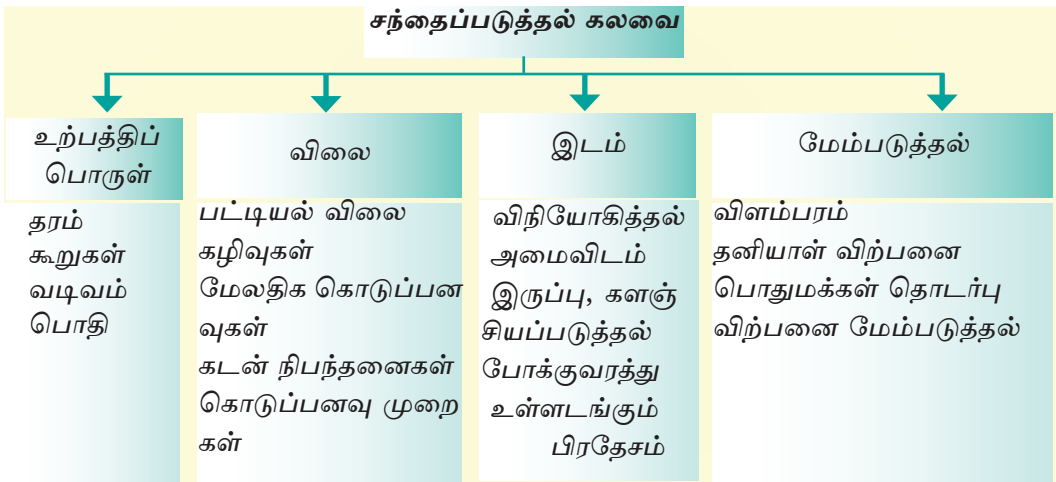 சந்தைப்படுத்தல் கலவை
உற்பத்திப்
பொருள்
தரம்
கூறுகள்
வடிவம்
பொதி
விலை
பட்டியல் விலை
கழிவுகள்
மேலதிக கொடுப்பன
வுகள்
கடன் நிபந்தனைகள்
கொடுப்பனவு முறை
கள்
இடம்
விநியோகித்தல்
அமைவிடம்
இருப்பு, களஞ்
சியப்படுத்தல்
போக்குவரத்து
உள்ளடங்கும்
பிரதேசம்
மேம்படுத்தல்
விளம்பரம்
தனியாள் விற்பனை
பொதுமக்கள் தொடர்பு
விற்பனை மேம்படுத்தல்